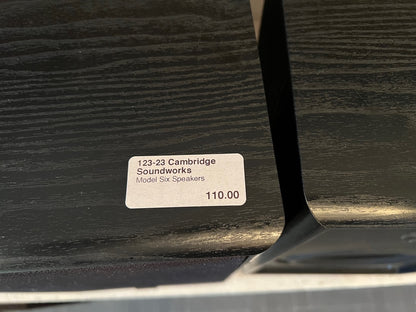 123-23 Cambridge
Soundworks
Model Six Speakers
110.00